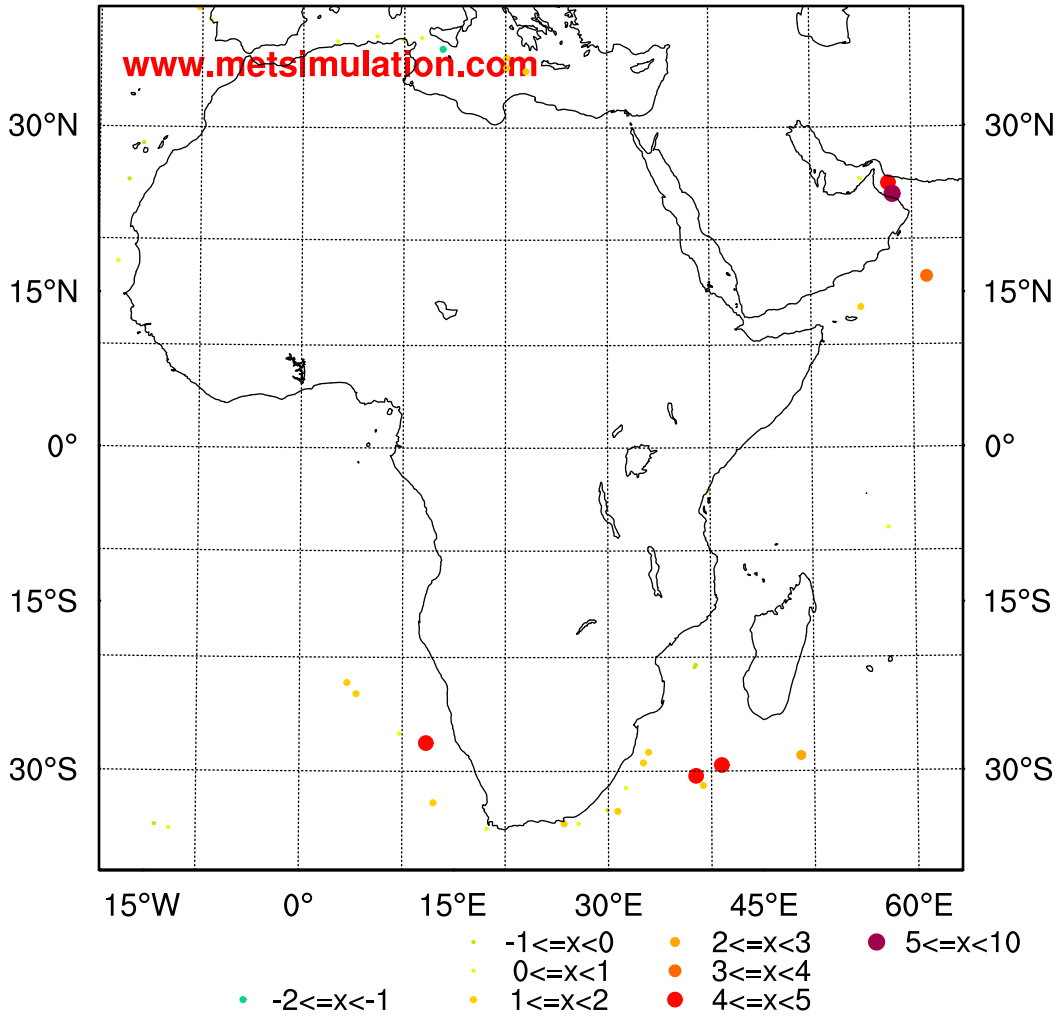 www.metsimulation.com
30°N 30°N
15°N 15°N
0° 0°
15°S 15°S
30°S 30°S
15°W 0° 15°E 30°E 45°E 60°E
-1<=x<0 2<=x<3 5<=x<10
0<=x<1 3<=x<4
-2<=x<-1 1<=x<2 4<=x<5